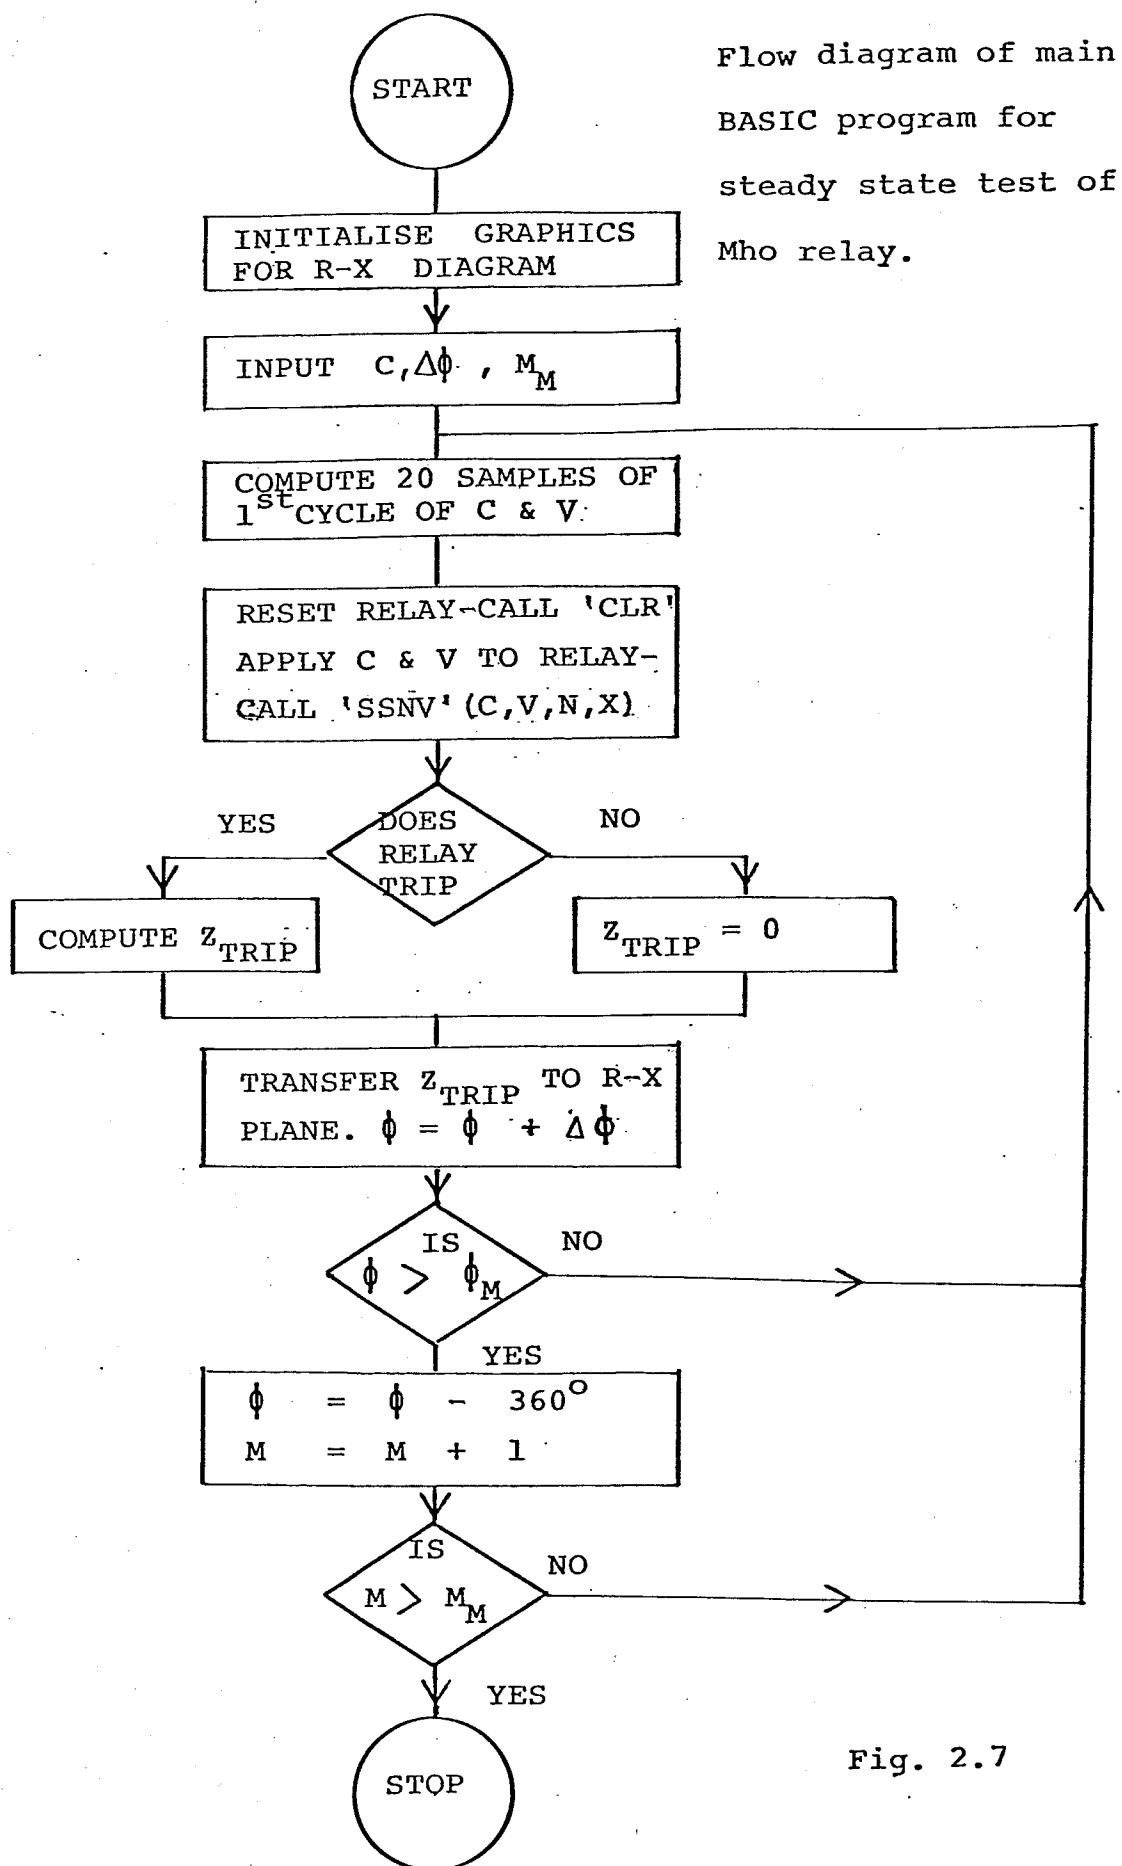 START
Flow diagram of main
BASIC program for
steady state test of
Mho relay.
INITIALISE GRAPHICS
FOR R-X DIAGRAM
INPUT C,Δϕ , M_M
COMPUTE 20 SAMPLES OF
1st CYCLE OF C & V
RESET RELAY-CALL 'CLR'
APPLY C & V TO RELAY-
CALL 'SSNV' (C,V,N,X)
YES
DOES
RELAY
TRIP
NO
COMPUTE Z_TRIP
Z_TRIP = 0
TRANSFER Z_TRIP TO R-X
PLANE. ϕ = ϕ + Δϕ
IS
ϕ > ϕ_M
NO
YES
ϕ = ϕ - 360°
M = M + 1
IS
M > M_M
NO
YES
STOP
Fig. 2.7